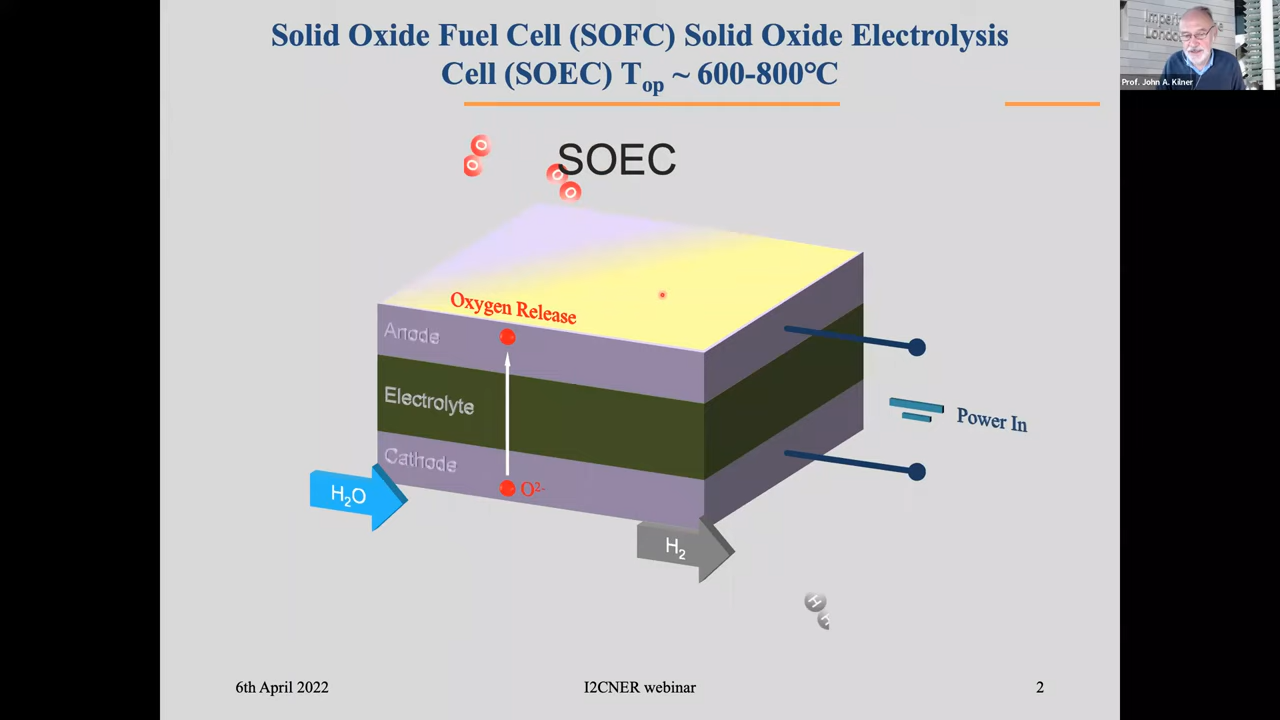 Solid Oxide Fuel Cell (SOFC) Solid Oxide Electrolysis
Cell (SOEC) Top ~ 600-800°C
Prof. John A. Kilner
O
O
SOEC
O
O
Oxygen Release
Anode
Electrolyte
Power In
Cathode
O²⁻
H₂O
H₂
H
H
6th April 2022
I2CNER webinar
2